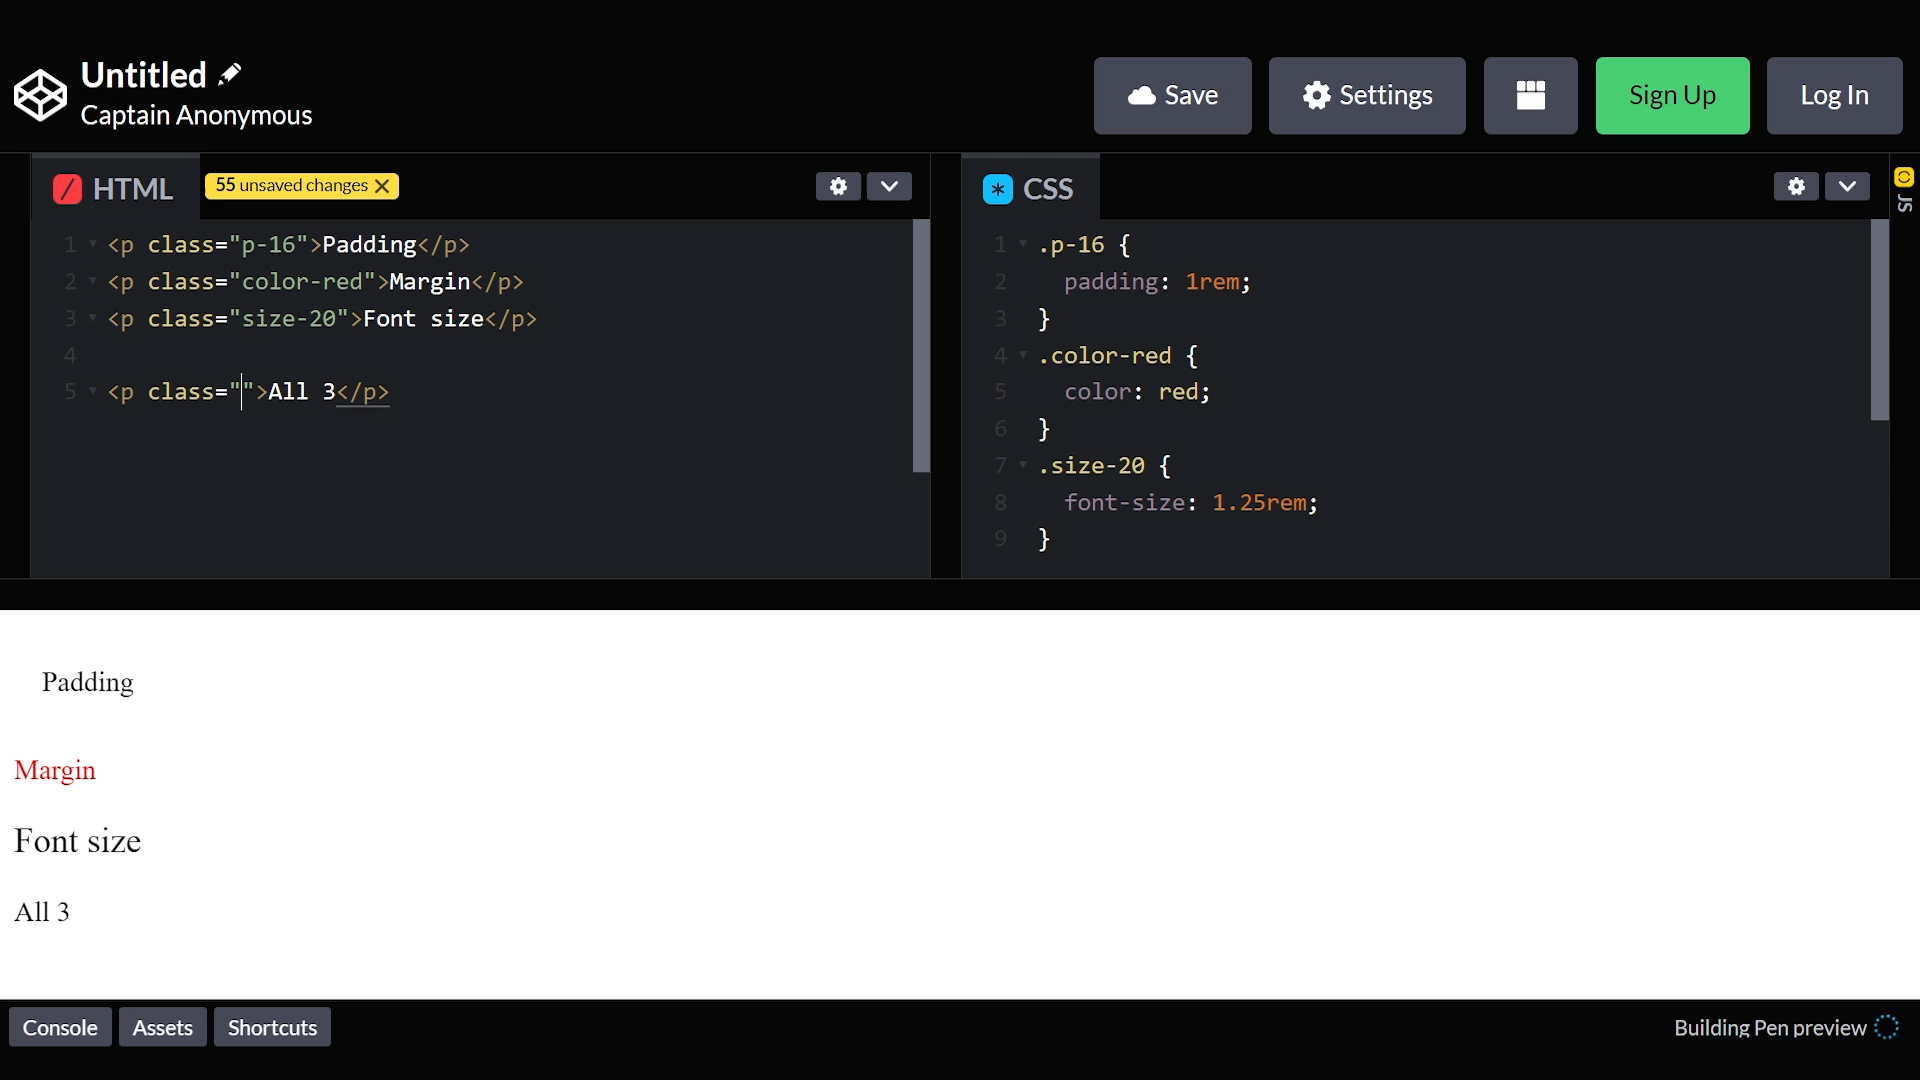 Untitled
Captain Anonymous
Save
Settings
Sign Up
Log In
HTML
55 unsaved changes
1 <p class="p-16">Padding</p>
2 <p class="color-red">Margin</p>
3 <p class="size-20">Font size</p>
4
5 <p class="">All 3</p>
CSS
1 .p-16 {
2 padding: 1rem;
3 }
4 .color-red {
5 color: red;
6 }
7 .size-20 {
8 font-size: 1.25rem;
9 }
JS
Padding
Margin
Font size
All 3
Console
Assets
Shortcuts
Building Pen preview